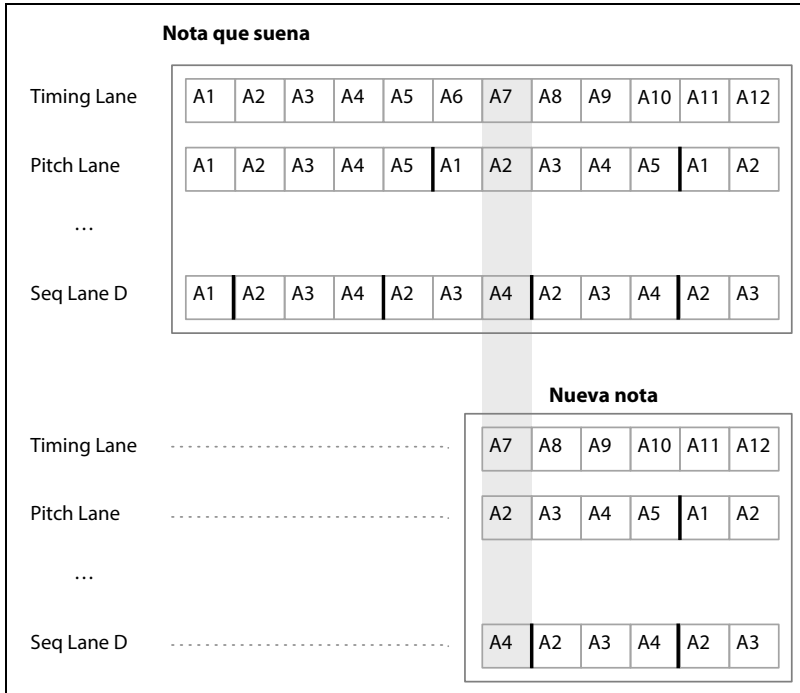 Nota que suena
Timing Lane A1 A2 A3 A4 A5 A6 A7 A8 A9 A10 A11 A12
Pitch Lane A1 A2 A3 A4 A5 A1 A2 A3 A4 A5 A1 A2
...
Seq Lane D A1 A2 A3 A4 A2 A3 A4 A2 A3 A4 A2 A3
Nueva nota
Timing Lane A7 A8 A9 A10 A11 A12
Pitch Lane A2 A3 A4 A5 A1 A2
...
Seq Lane D A4 A2 A3 A4 A2 A3